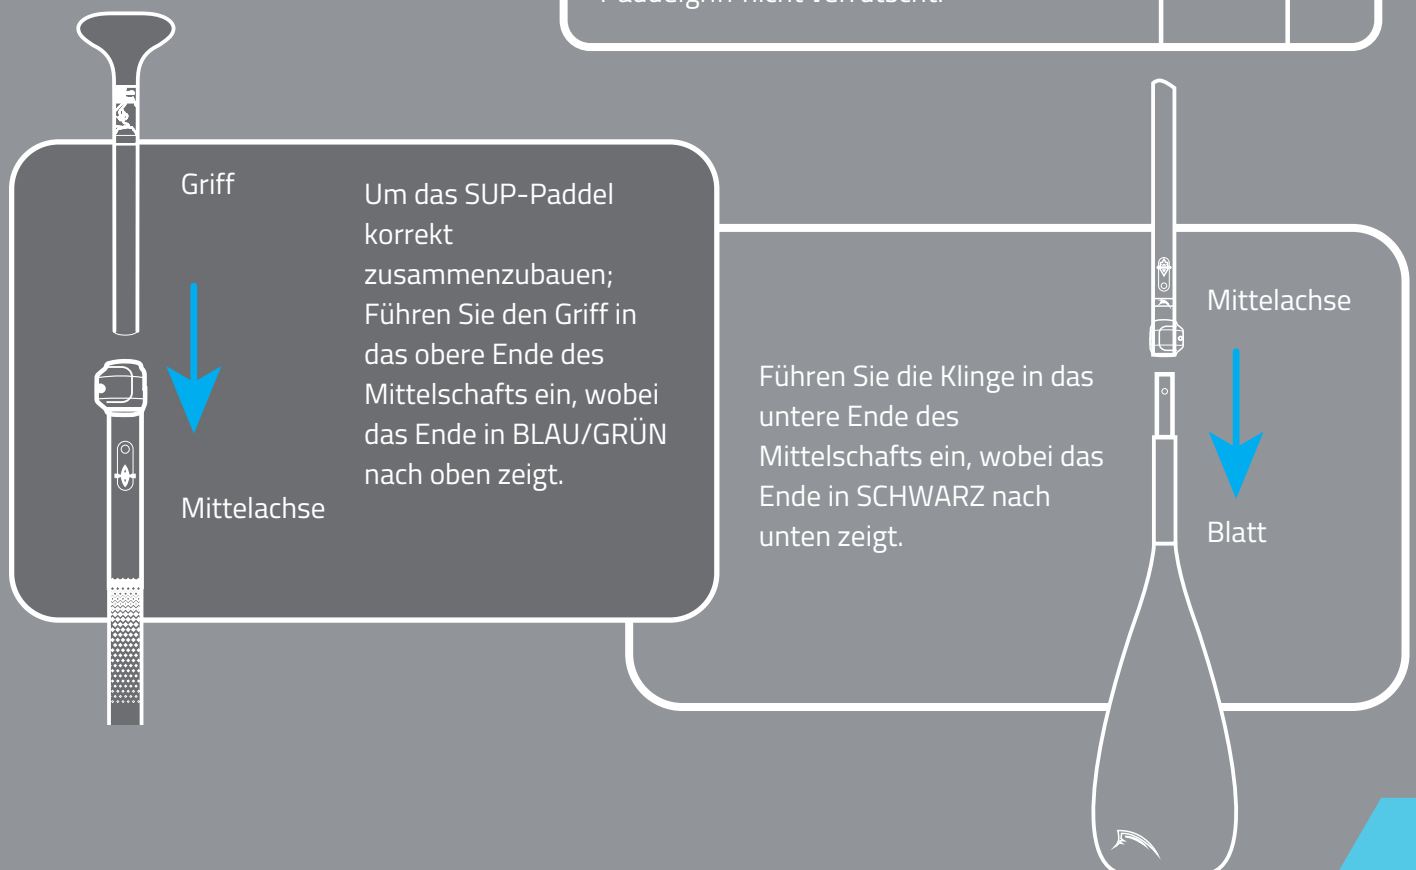 Griff
Um das SUP-Paddel
korrekt
zusammenzubauen;
Führen Sie den Griff in
das obere Ende des
Mittelschafts ein, wobei
das Ende in BLAU/GRÜN
nach oben zeigt.
Mittelachse
Mittelachse
Führen Sie die Klinge in das
untere Ende des
Mittelschafts ein, wobei das
Ende in SCHWARZ nach
unten zeigt.
Blatt